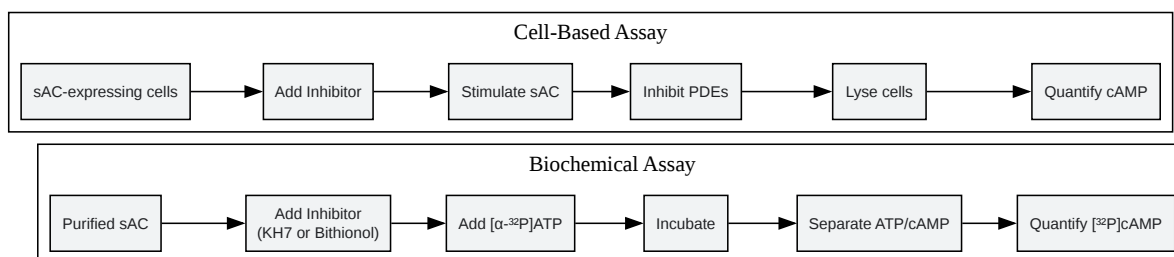 Cell-Based Assay
sAC-expressing cells
Add Inhibitor
Stimulate sAC
Inhibit PDEs
Lyse cells
Quantify cAMP
Biochemical Assay
Purified sAC
Add Inhibitor
(KH7 or Bithionol)
Add [α-³²P]ATP
Incubate
Separate ATP/cAMP
Quantify [³²P]cAMP